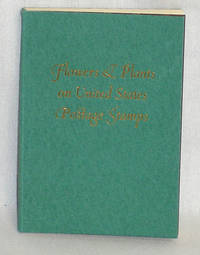 Flowers & Plants
on United States
Postage Stamps